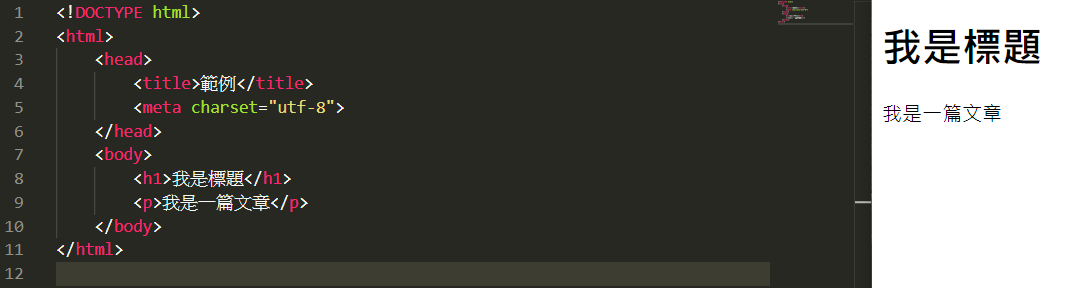 1 <!DOCTYPE html>
2 <html>
3     <head>
4         <title>範例</title>
5         <meta charset="utf-8">
6     </head>
7     <body>
8         <h1>我是標題</h1>
9         <p>我是一篇文章</p>
10     </body>
11 </html>
12
我是標題
我是一篇文章